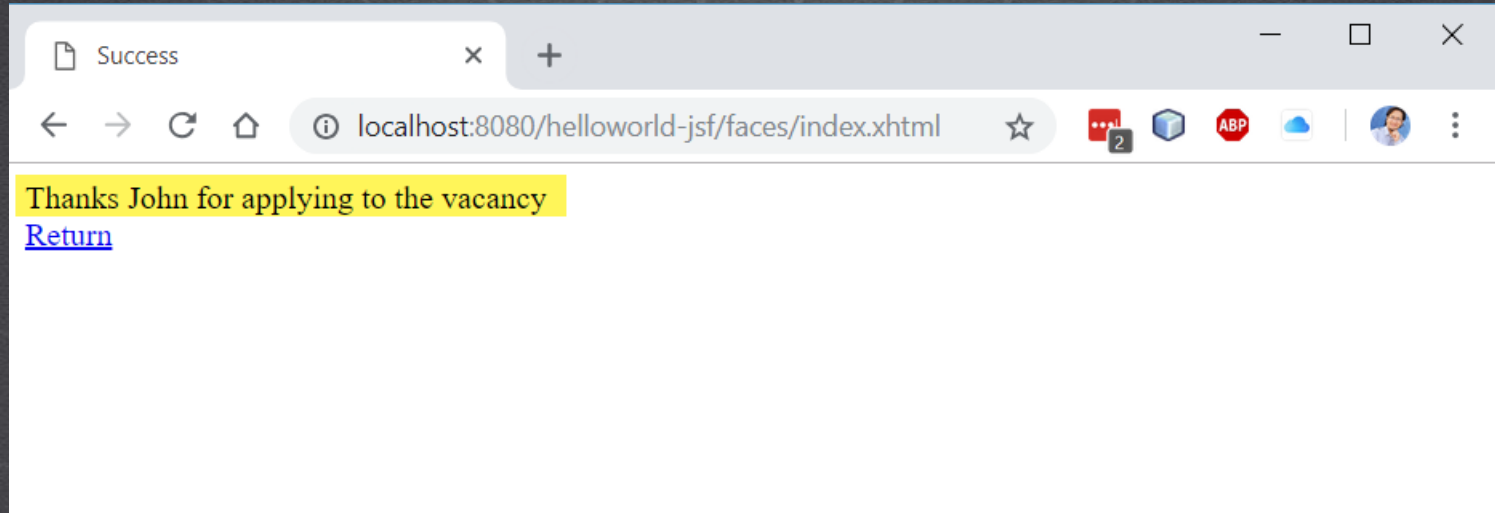 Success
localhost:8080/helloworld-jsf/faces/index.xhtml
2
ABP
Thanks John for applying to the vacancy
Return